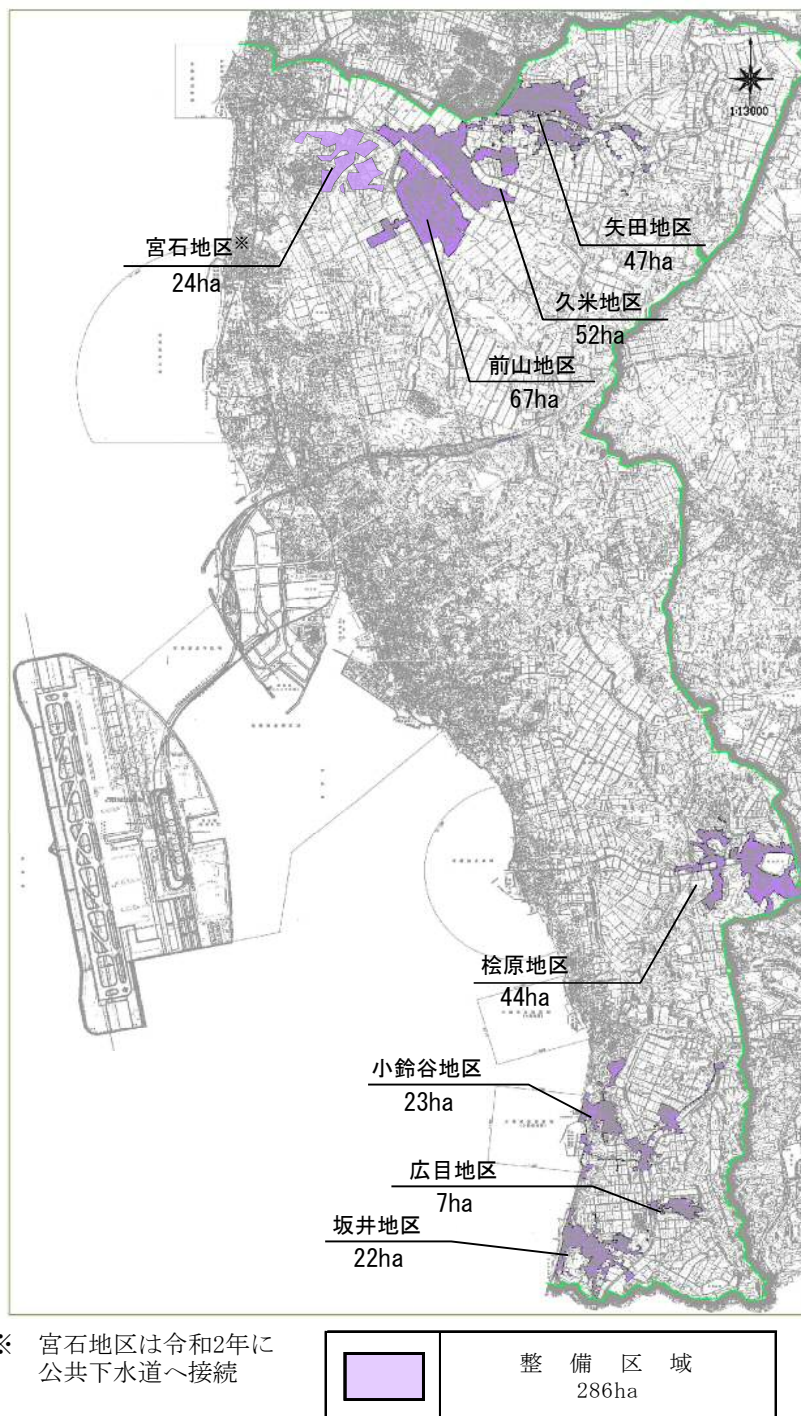 1:13000
矢田地区
47ha
宮石地区※
24ha
久米地区
52ha
前山地区
67ha
桧原地区
44ha
小鈴谷地区
23ha
広目地区
7ha
坂井地区
22ha
※ 宮石地区は令和2年に
公共下水道へ接続
整備区域
286ha